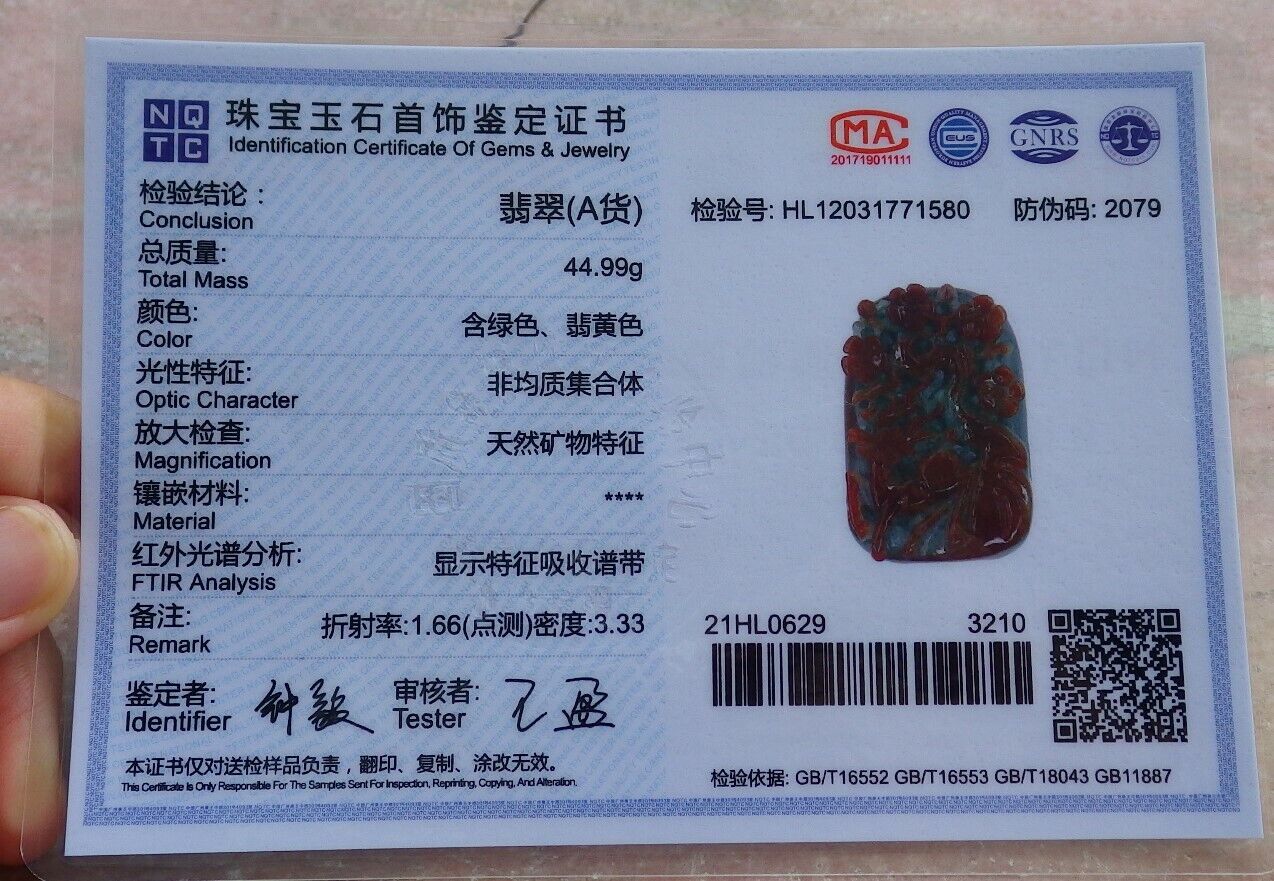 NQ
TC
珠宝玉石首饰鉴定证书
Identification Certificate Of Gems & Jewelry
MA
201719011111
EUS
GNRS
检验结论：
Conclusion
翡翠(A货)
检验号: HL12031771580
防伪码: 2079
总质量:
Total Mass
44.99g
颜色:
Color
含绿色、翡黄色
光性特征:
Optic Character
非均质集合体
放大检查:
Magnification
天然矿物特征
镶嵌材料:
Material
****
红外光谱分析:
FTIR Analysis
显示特征吸收谱带
备注:
Remark
折射率:1.66(点测)密度:3.33
21HL0629
3210
鉴定者:
Identifier
审核者:
Tester
本证书仅对送检样品负责，翻印、复制、涂改无效。
This Certificate Is Only Responsible For The Samples Sent For Inspection, Reprinting, Copying, And Alteration.
检验依据: GB/T16552 GB/T16553 GB/T18043 GB11887